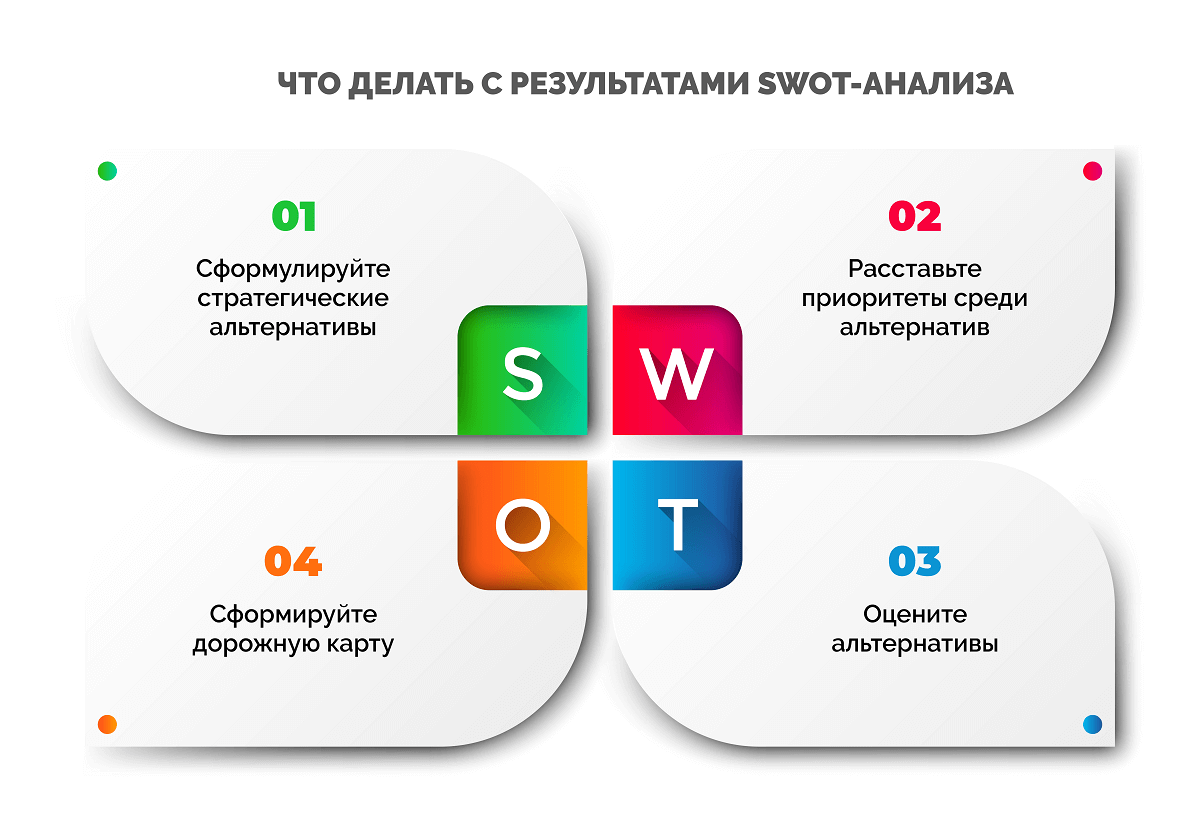 ЧТО ДЕЛАТЬ С РЕЗУЛЬТАТАМИ SWOT-АНАЛИЗА
01
Сформулируйте
стратегические
альтернативы
S
02
Расставьте
приоритеты среди
альтернатив
W
04
Сформируйте
дорожную карту
O
03
Оцените
альтернативы
T